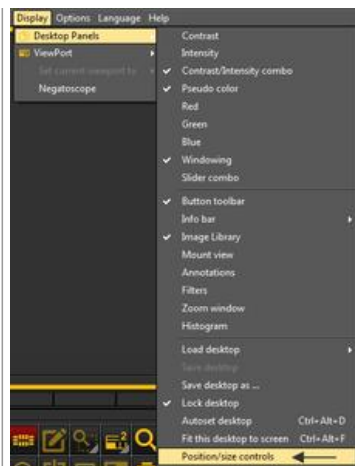 Display Options Language Help
Desktop Panels
ViewPort
Set current viewport to
Negatoscope
Contrast
Intensity
Contrast/Intensity combo
Pseudo color
Red
Green
Blue
Windowing
Slider combo
Button toolbar
Info bar
Image Library
Mount view
Annotations
Filters
Zoom window
Histogram
Load desktop
Save desktop
Save desktop as ...
Lock desktop
Autoset desktop Ctrl+Alt+D
Fit this desktop to screen Ctrl+Alt+F
Position/size controls